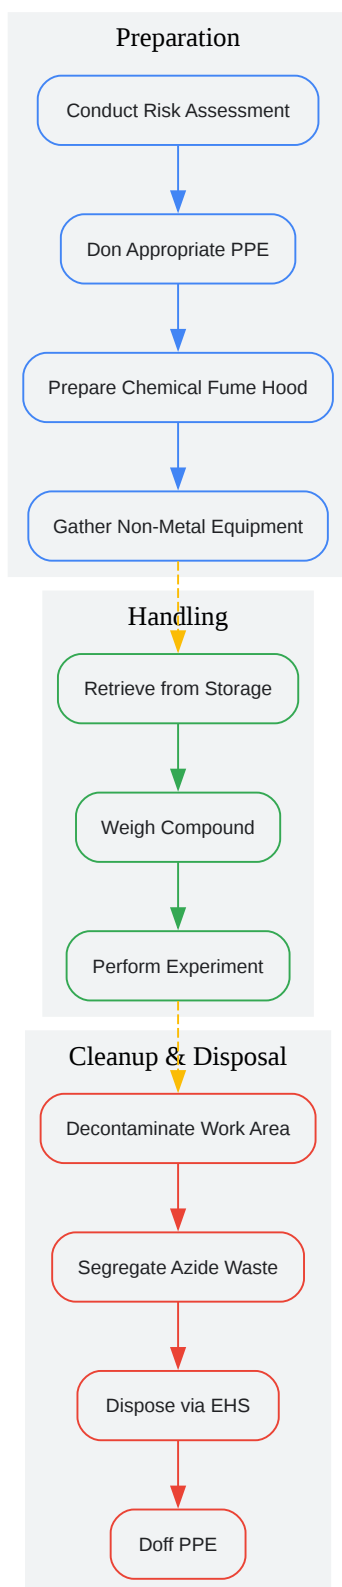 Preparation
Conduct Risk Assessment
Don Appropriate PPE
Prepare Chemical Fume Hood
Gather Non-Metal Equipment
Handling
Retrieve from Storage
Weigh Compound
Perform Experiment
Cleanup & Disposal
Decontaminate Work Area
Segregate Azide Waste
Dispose via EHS
Doff PPE